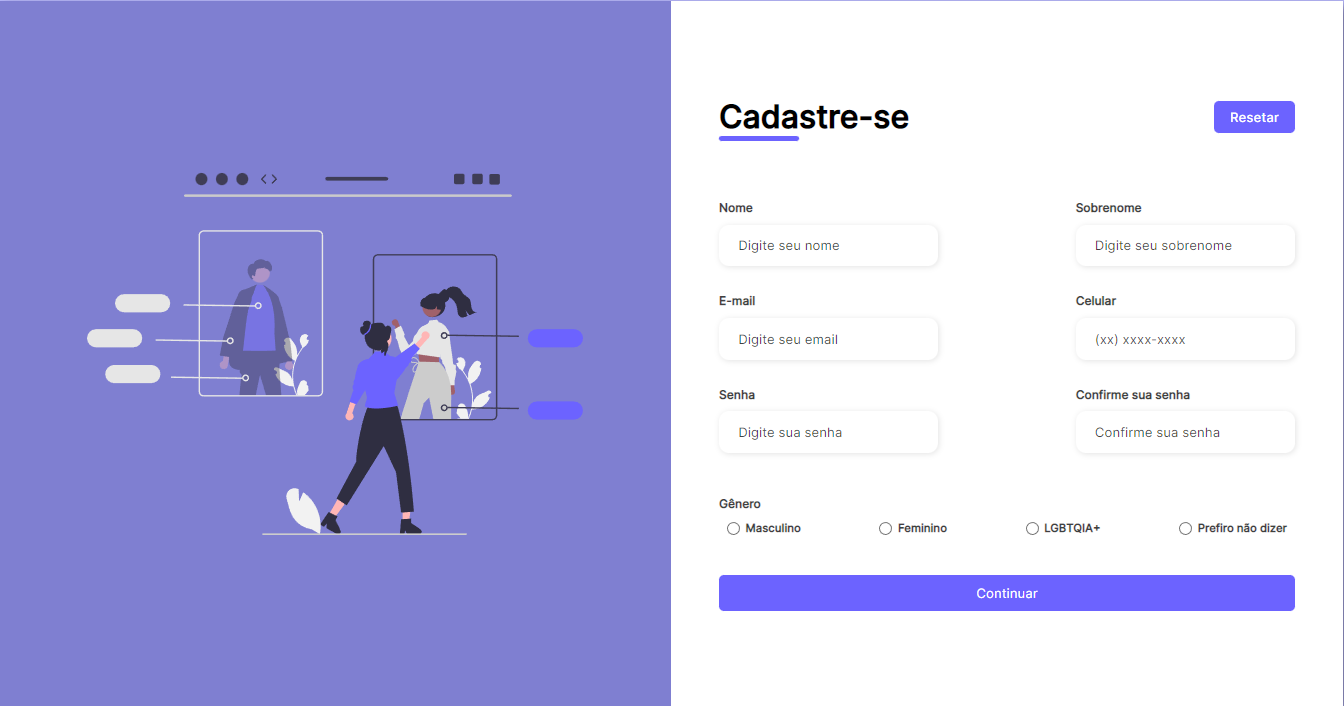 Cadastre-se
Resetar
Nome
Sobrenome
Digite seu nome
Digite seu sobrenome
E-mail
Celular
Digite seu email
(xx) xxxx-xxxx
Senha
Confirme sua senha
Digite sua senha
Confirme sua senha
Gênero
Masculino
Feminino
LGBTQIA+
Prefiro não dizer
Continuar